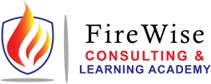 FireWise
CONSULTING &
LEARNING ACADEMY